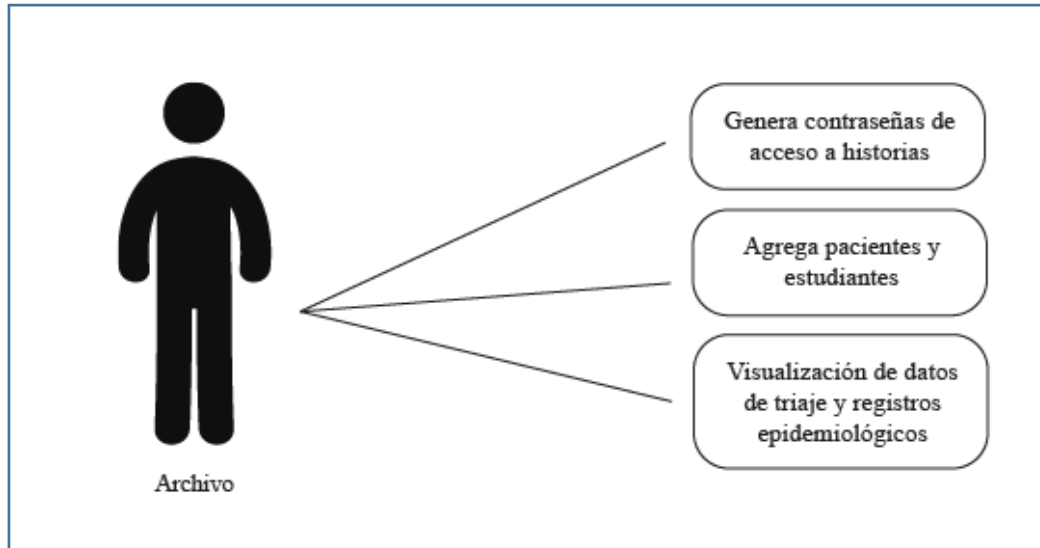 Genera contraseñas de
acceso a historias
Agrega pacientes y
estudiantes
Visualización de datos
de triaje y registros
epidemiológicos
Archivo